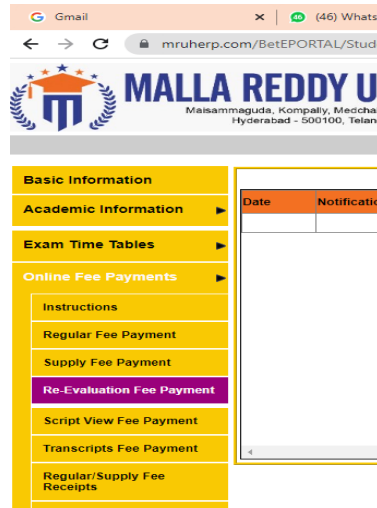 Gmail
(46) Whats
mruherp.com/BetEPORTAL/Stud
MALLA REDDY U
Maisammaguda, Kompally, Medcha
Hyderabad - 500100, Telan
Basic Information
Academic Information
Exam Time Tables
Online Fee Payments
Instructions
Regular Fee Payment
Supply Fee Payment
Re-Evaluation Fee Payment
Script View Fee Payment
Transcripts Fee Payment
Regular/Supply Fee
Receipts
Date
Notificatio